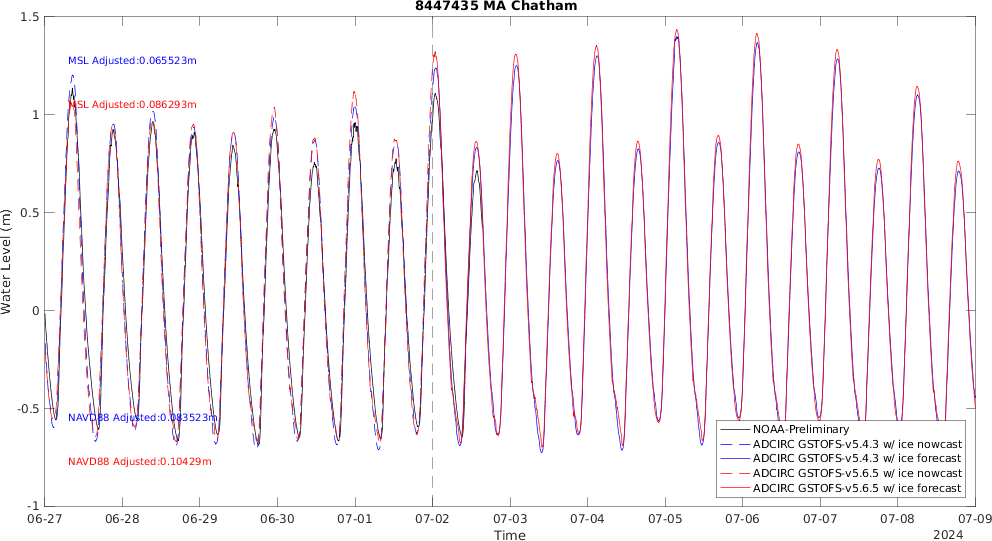 8447435 MA Chatham
Water Level (m)
1.5
1
0.5
0
-0.5
-1
MSL Adjusted:0.065523m
MSL Adjusted:0.086293m
NAVD88 Adjusted:0.083523m
NAVD88 Adjusted:0.10429m
NOAA-Preliminary
ADCIRC GSTOFS-v5.4.3 w/ ice nowcast
ADCIRC GSTOFS-v5.4.3 w/ ice forecast
ADCIRC GSTOFS-v5.6.5 w/ ice nowcast
ADCIRC GSTOFS-v5.6.5 w/ ice forecast
06-27 06-28 06-29 06-30 07-01 07-02 07-03 07-04 07-05 07-06 07-07 07-08 07-09
Time
2024